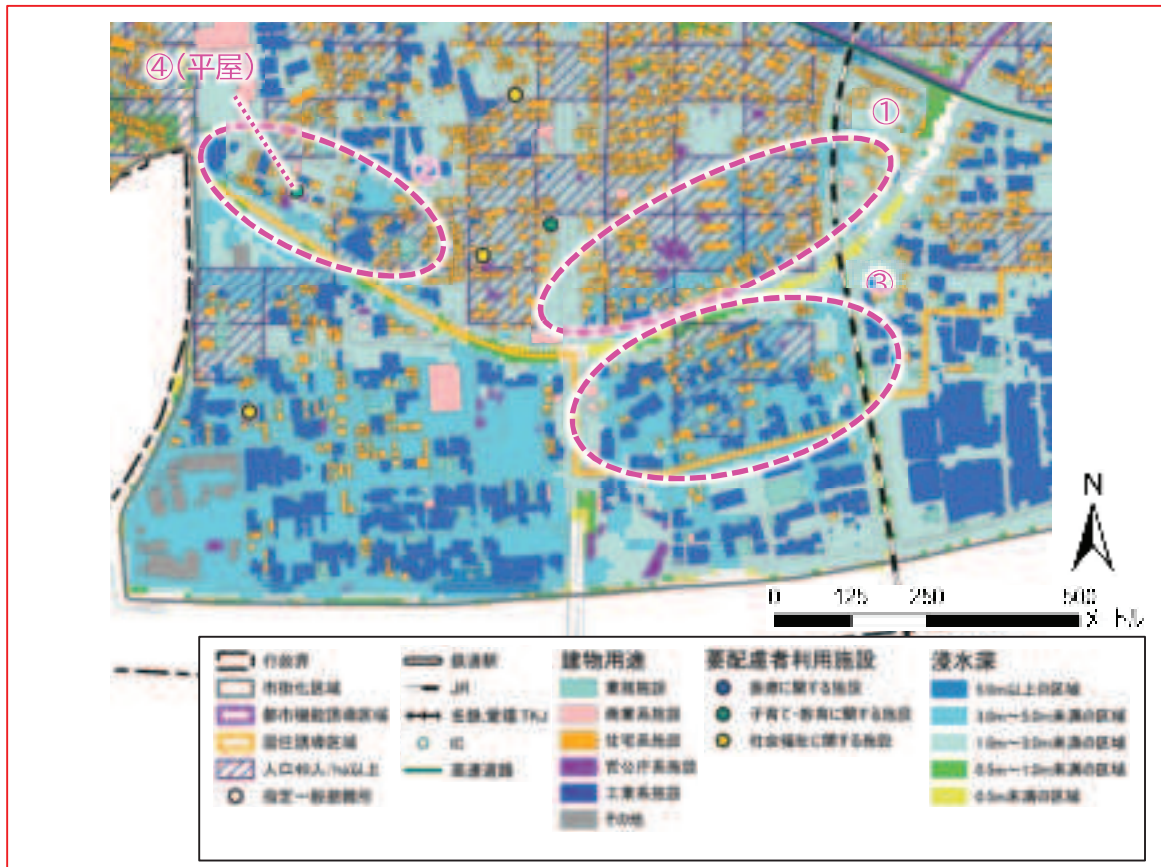 ④(平屋)
①
②
③
N
0 125 250 500
メートル
行政界
市街化区域
都市機能誘導区域
居住誘導区域
人口40人/ha以上
指定一般避難所
鉄道駅
JR
IC
高速道路
建物用途
業務施設
商業系施設
住宅系施設
官公庁系施設
工業系施設
その他
要配慮者利用施設
医療に関する施設
子育て・教育に関する施設
社会福祉に関する施設
浸水深
5.0m以上の区域
3.0m〜5.0m未満の区域
1.0m〜3.0m未満の区域
0.5m〜1.0m未満の区域
0.5m未満の区域